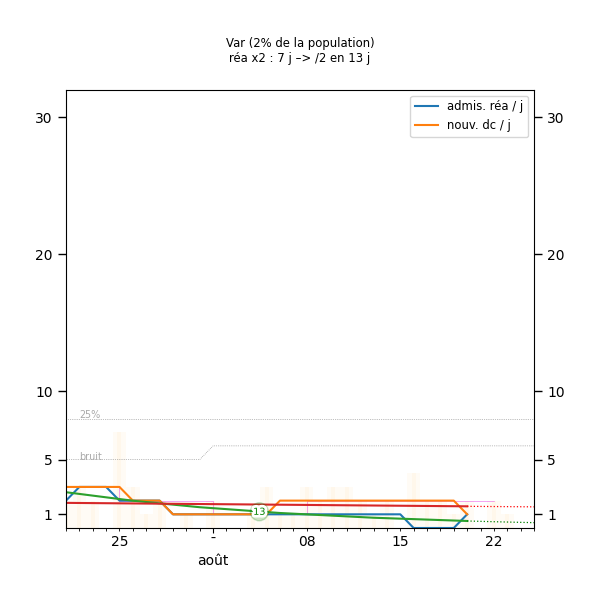 Var (2% de la population)
réa x2 : 7 j –> /2 en 13 j
admis. réa / j
nouv. dc / j
30
30
20
20
10
10
25%
5
bruit
5
1
13
1
25
-
08
15
22
août